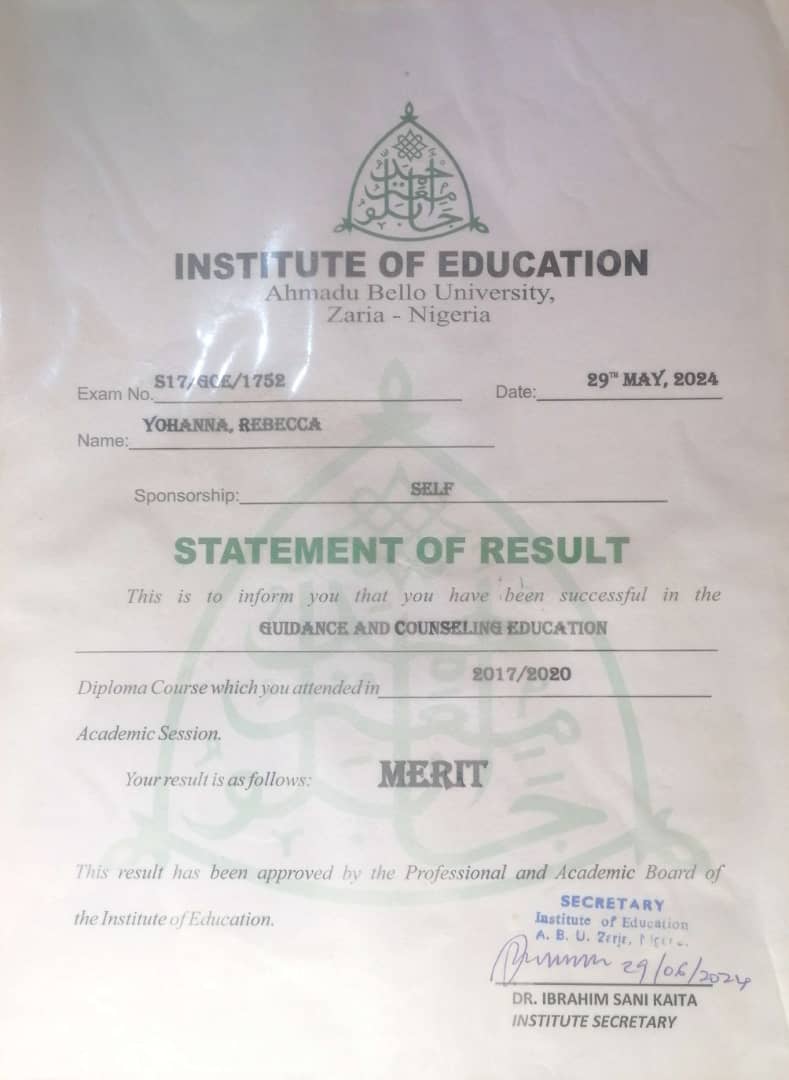 INSTITUTE OF EDUCATION
Ahmadu Bello University,
Zaria - Nigeria
Exam No. S17/GCE/1752
Date: 29TH MAY, 2024
Name: YOHANNA, REBECCA
Sponsorship: SELF
STATEMENT OF RESULT
This is to inform you that you have been successful in the
GUIDANCE AND COUNSELING EDUCATION
Diploma Course which you attended in 2017/2020
Academic Session.
Your result is as follows: MERIT
This result has been approved by the Professional and Academic Board of
the Institute of Education.
SECRETARY
Institute of Education
A. B. U.
29/06/2024
DR. IBRAHIM SANI KAITA
INSTITUTE SECRETARY